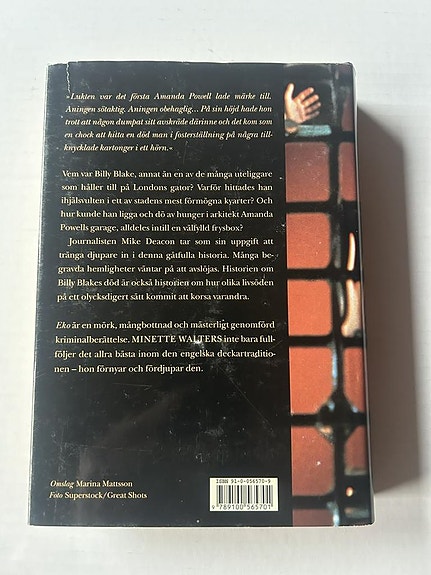 »Lukten var det första Amanda Powell lade märke till.
Aningen sötaktig. Aningen obehaglig... På sin höjd hade hon
trott att någon dumpat sitt avskräde därinne och det kom som
en chock att hitta en död man i fosterställning på några till-
knycklade kartonger i ett hörn.«
Vem var Billy Blake, annat än en av de många uteliggare
som håller till på Londons gator? Varför hittades han
ihjälsvulten i ett av stadens mest förmögna kvarter? Och
hur kunde han ligga och dö av hunger i arkitekt Amanda
Powells garage, alldeles intill en välfylld frysbox?
Journalisten Mike Deacon tar som sin uppgift att
tränga djupare in i denna gåtfulla historia. Många be-
gravda hemligheter väntar på att avslöjas. Historien om
Billy Blakes död är också historien om hur olika livsöden
på ett olycksdigert sätt kommit att korsa varandra.
Eko är en mörk, mångbottnad och mästerligt genomförd
kriminalberättelse. MINETTE WALTERS inte bara full-
följer det allra bästa inom den engelska deckartraditio-
nen – hon förnyar och fördjupar den.
Omslag Marina Mattsson
Foto Superstock/Great Shots
ISBN 91-0-056570-9
9789100565701